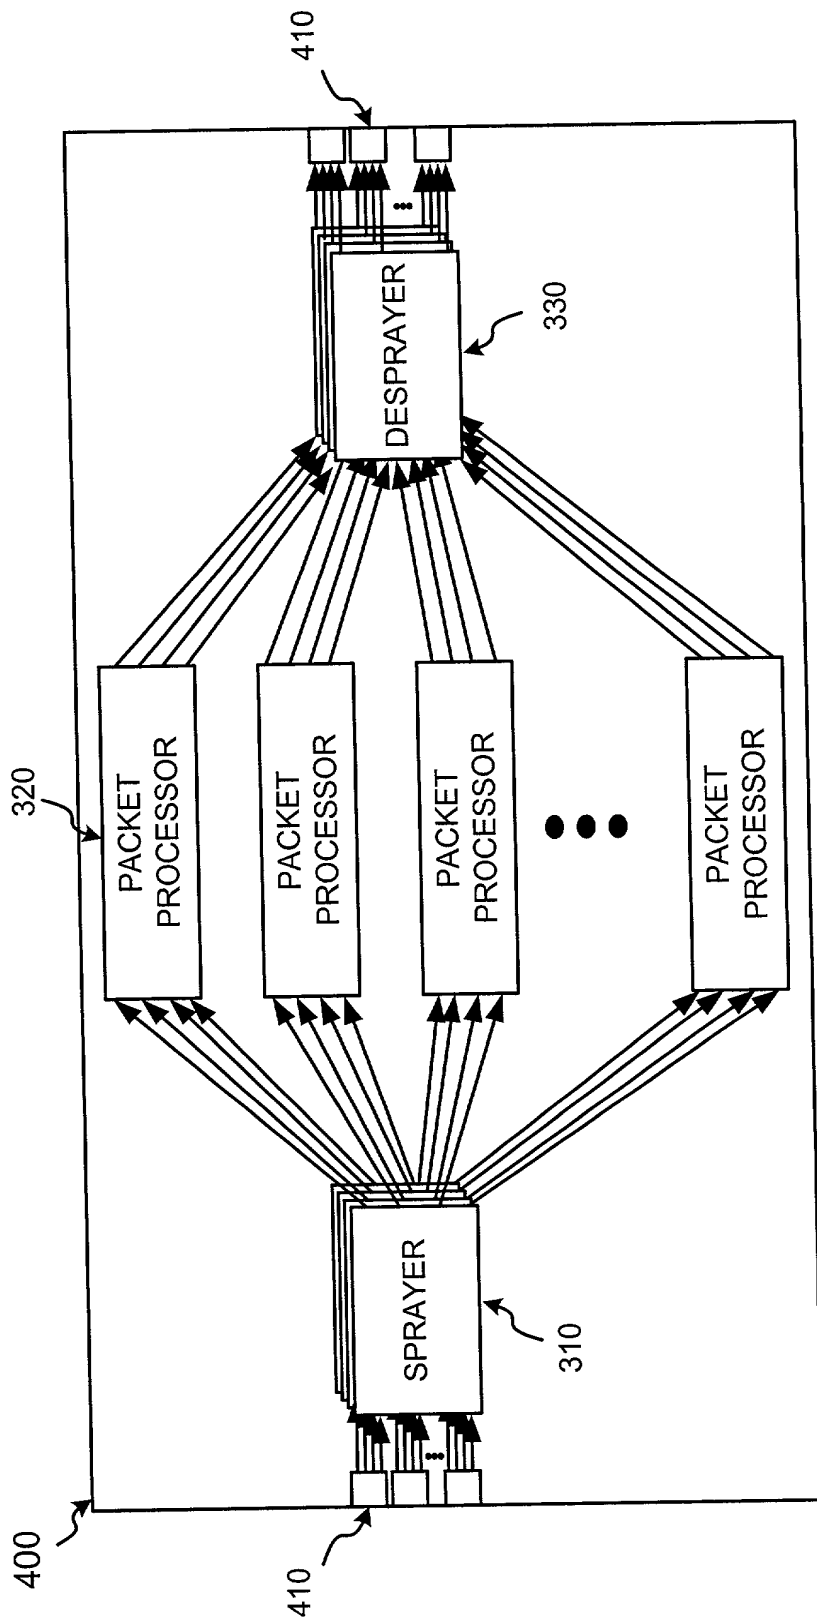 400
410
SPRAYER
310
320
PACKET
PROCESSOR
PACKET
PROCESSOR
PACKET
PROCESSOR
PACKET
PROCESSOR
DESPRAYER
330
410